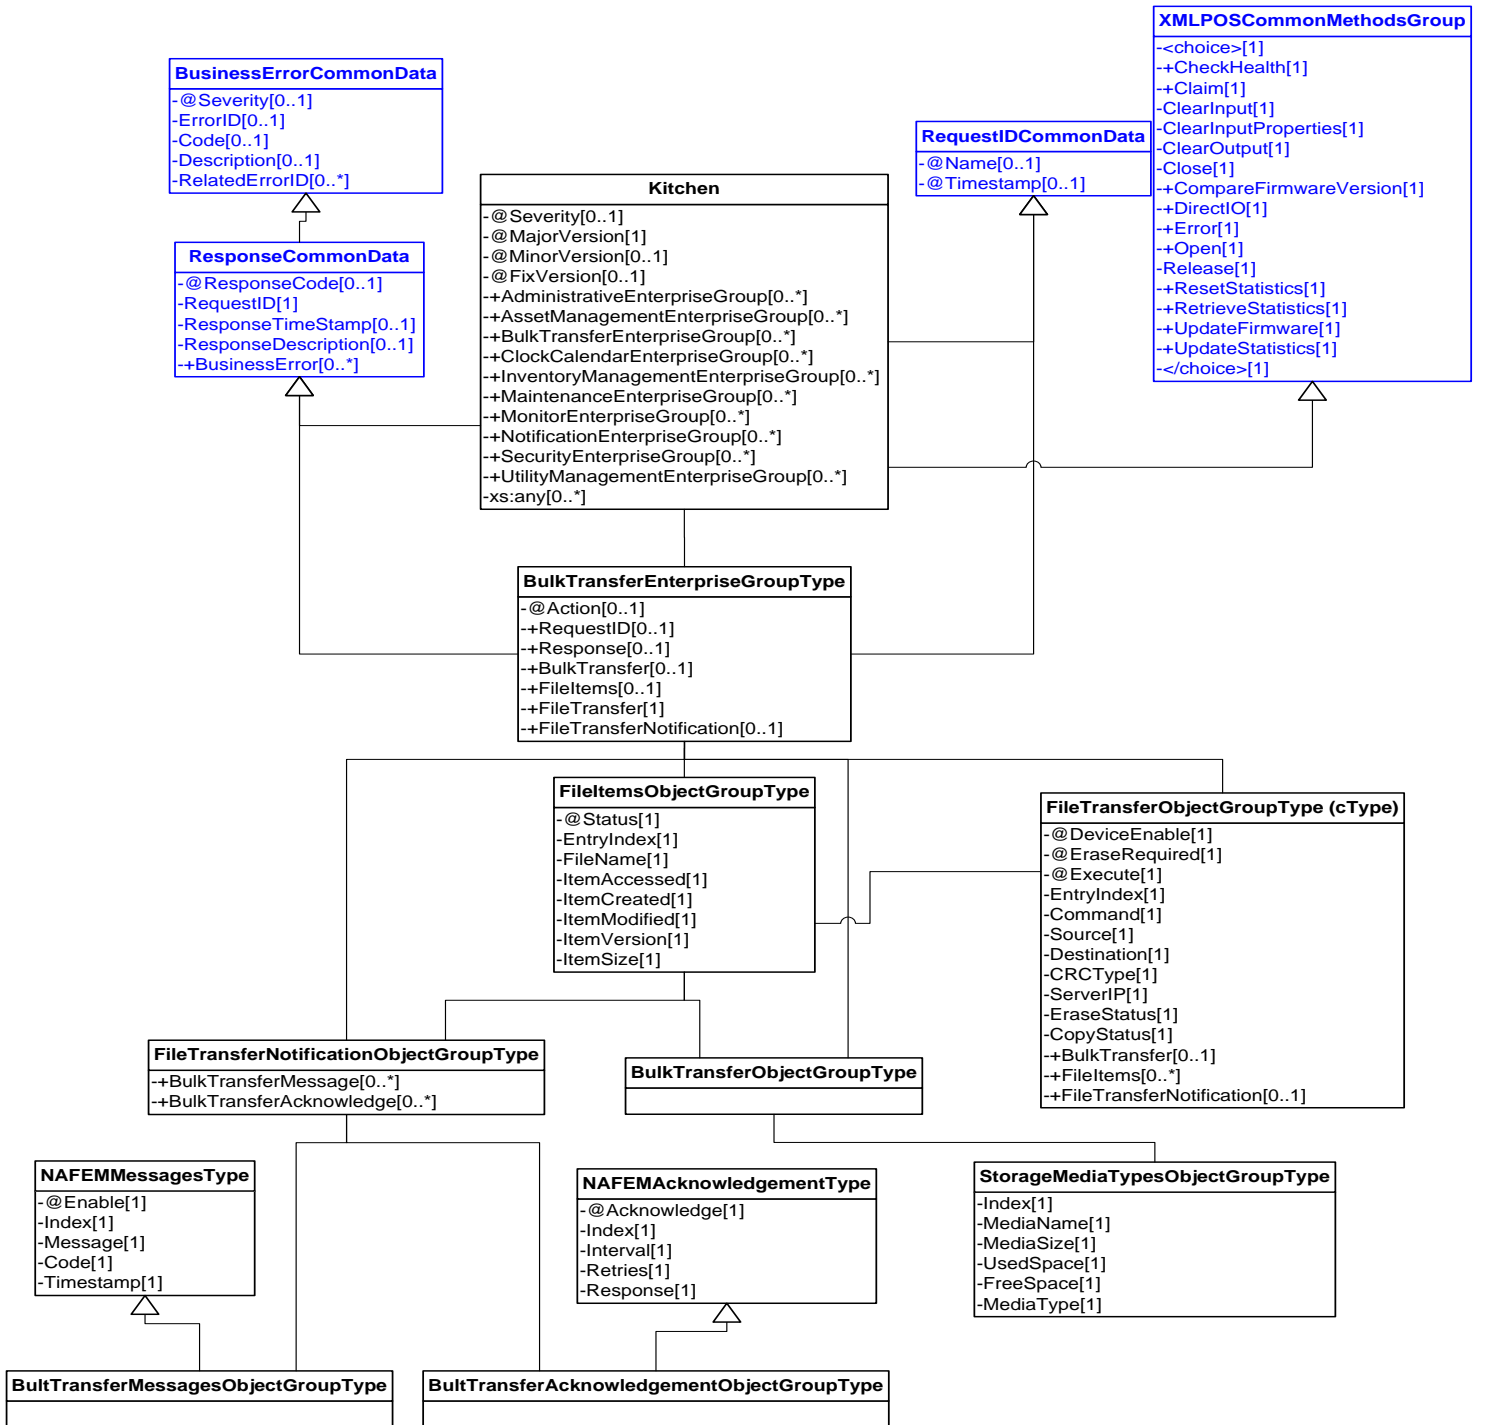 XMLPOSCommonMethodsGroup
-<choice>[1]
-+CheckHealth[1]
-+Claim[1]
-ClearInput[1]
-ClearInputProperties[1]
-ClearOutput[1]
-Close[1]
-+CompareFirmwareVersion[1]
-+DirectIO[1]
-+Error[1]
-+Open[1]
-Release[1]
-+ResetStatistics[1]
-+RetrieveStatistics[1]
-+UpdateFirmware[1]
-+UpdateStatistics[1]
-</choice>[1]
BusinessErrorCommonData
-@Severity[0..1]
-ErrorID[0..1]
-Code[0..1]
-Description[0..1]
-RelatedErrorID[0..*]
RequestIDCommonData
-@Name[0..1]
-@Timestamp[0..1]
Kitchen
-@Severity[0..1]
-@MajorVersion[1]
-@MinorVersion[0..1]
-@FixVersion[0..1]
-+AdministrativeEnterpriseGroup[0..*]
-+AssetManagementEnterpriseGroup[0..*]
-+BulkTransferEnterpriseGroup[0..*]
-+ClockCalendarEnterpriseGroup[0..*]
-+InventoryManagementEnterpriseGroup[0..*]
-+MaintenanceEnterpriseGroup[0..*]
-+MonitorEnterpriseGroup[0..*]
-+NotificationEnterpriseGroup[0..*]
-+SecurityEnterpriseGroup[0..*]
-+UtilityManagementEnterpriseGroup[0..*]
-xs:any[0..*]
ResponseCommonData
-@ResponseCode[0..1]
-RequestID[1]
-ResponseTimeStamp[0..1]
-ResponseDescription[0..1]
-+BusinessError[0..*]
BulkTransferEnterpriseGroupType
-@Action[0..1]
-+RequestID[0..1]
-+Response[0..1]
-+BulkTransfer[0..1]
-+FileItems[0..1]
-+FileTransfer[1]
-+FileTransferNotification[0..1]
FileItemsObjectGroupType
-@Status[1]
-EntryIndex[1]
-FileName[1]
-ItemAccessed[1]
-ItemCreated[1]
-ItemModified[1]
-ItemVersion[1]
-ItemSize[1]
FileTransferObjectGroupType (cType)
-@DeviceEnable[1]
-@EraseRequired[1]
-@Execute[1]
-EntryIndex[1]
-Command[1]
-Source[1]
-Destination[1]
-CRCType[1]
-ServerIP[1]
-EraseStatus[1]
-CopyStatus[1]
-+BulkTransfer[0..1]
-+FileItems[0..*]
-+FileTransferNotification[0..1]
FileTransferNotificationObjectGroupType
-+BulkTransferMessage[0..*]
-+BulkTransferAcknowledge[0..*]
BulkTransferObjectGroupType
NAFEMMessagesType
-@Enable[1]
-Index[1]
-Message[1]
-Code[1]
-Timestamp[1]
NAFEMAcknowledgementType
-@Acknowledge[1]
-Index[1]
-Interval[1]
-Retries[1]
-Response[1]
StorageMediaTypesObjectGroupType
-Index[1]
-MediaName[1]
-MediaSize[1]
-UsedSpace[1]
-FreeSpace[1]
-MediaType[1]
BultTransferMessagesObjectGroupType
BultTransferAcknowledgementObjectGroupType